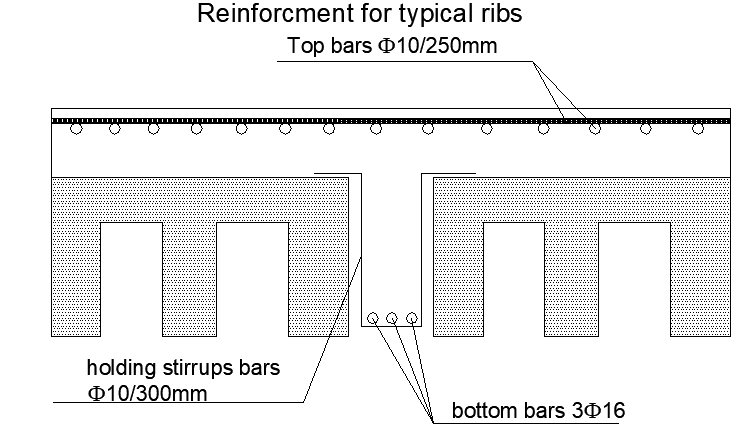 Reinforcment for typical ribs
Top bars Φ10/250mm
holding stirrups bars
Φ10/300mm
bottom bars 3Φ16